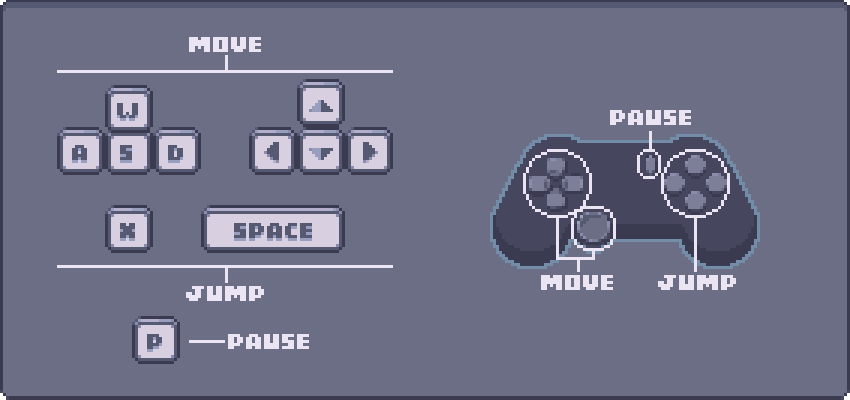 MOVE
W
A S D
X SPACE
JUMP
P PAUSE
PAUSE
MOVE JUMP